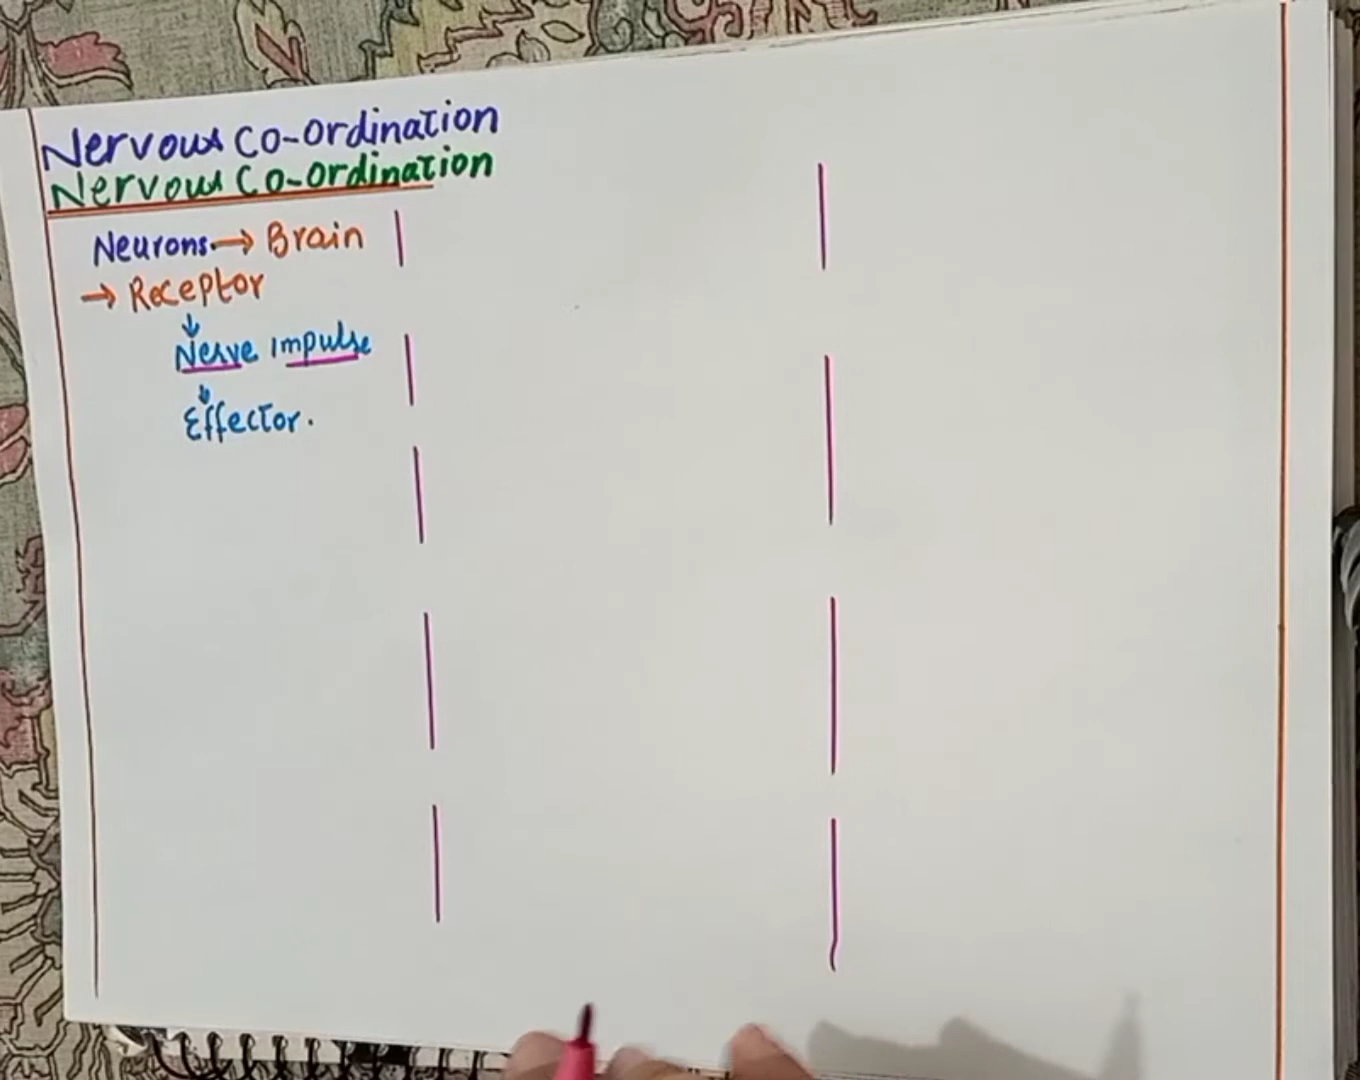 Nervous Co-Ordination
Nervous Co-Ordination
Neurons. → Brain
→ Receptor
↓
Nerve impulse
↓
Effector.